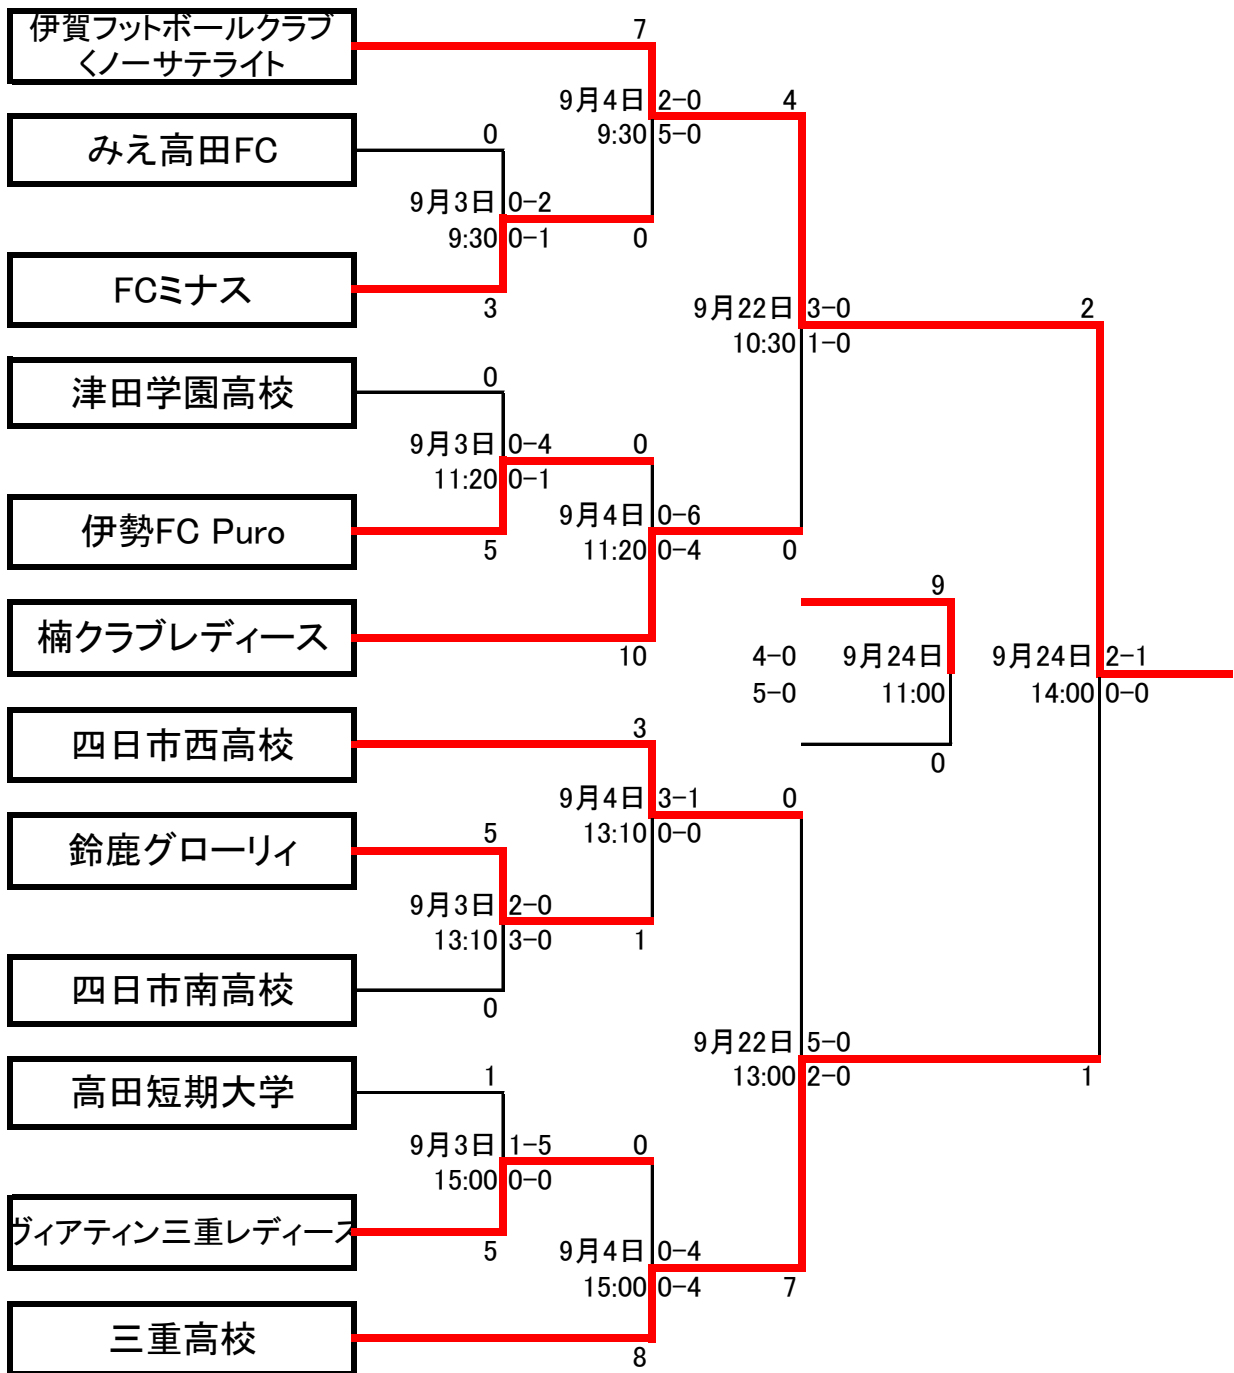 伊賀フットボールクラブ
くノーサテライト
7
9月4日 2-0
9:30 5-0
4
みえ高田FC
0
9月3日 0-2
9:30 0-1
0
FCミナス
3
9月22日 3-0
10:30 1-0
2
津田学園高校
0
9月3日 0-4
11:20 0-1
0
伊勢FC Puro
5
9月4日 0-6
11:20 0-4
0
楠クラブレディース
10
9
4-0 9月24日
5-0 11:00
0
9月24日 2-1
14:00 0-0
四日市西高校
3
9月4日 3-1
13:10 0-0
0
鈴鹿グローリィ
5
9月3日 2-0
13:10 3-0
1
四日市南高校
0
9月22日 5-0
13:00 2-0
1
高田短期大学
1
9月3日 1-5
15:00 0-0
0
ヴィアティン三重レディース
5
9月4日 0-4
15:00 0-4
7
三重高校
8